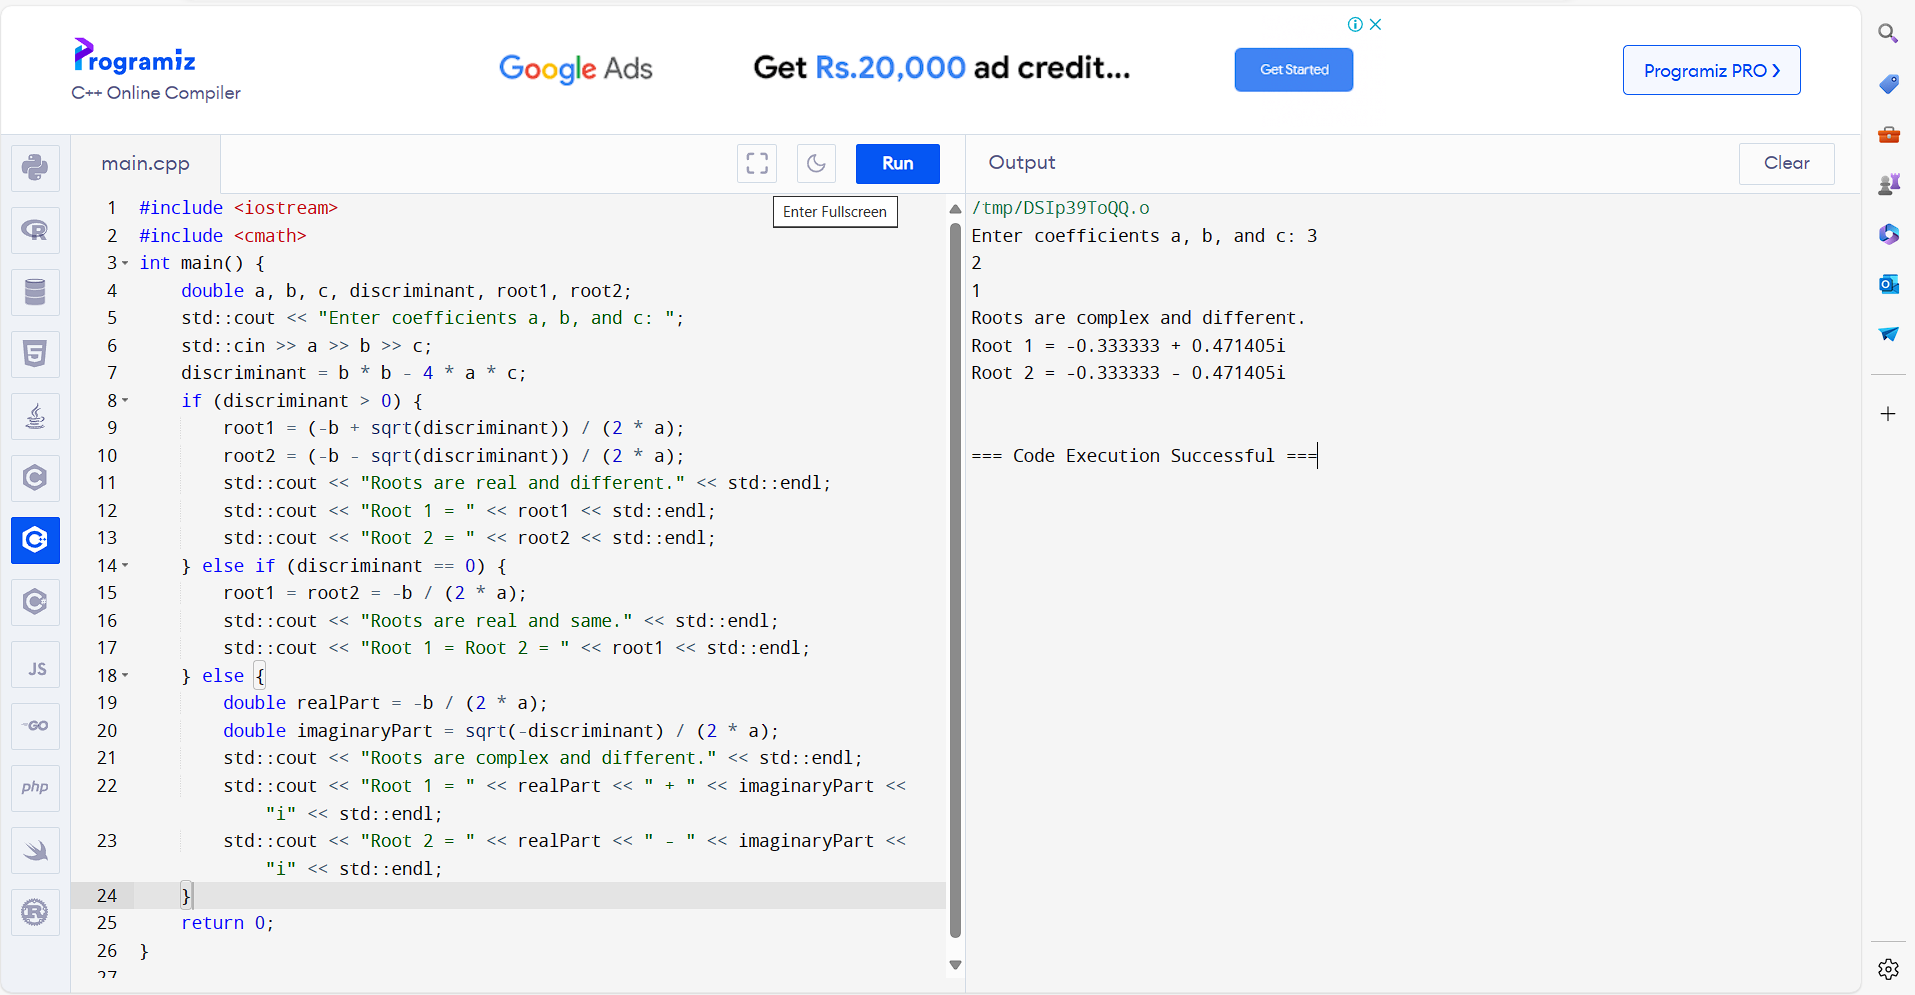 Programiz
C++ Online Compiler
Google Ads
Get Rs.20,000 ad credit...
Get Started
Programiz PRO ›
main.cpp
Run
Output
Clear
Enter Fullscreen
1 #include <iostream>
2 #include <cmath>
3 int main() {
4     double a, b, c, discriminant, root1, root2;
5     std::cout << "Enter coefficients a, b, and c: ";
6     std::cin >> a >> b >> c;
7     discriminant = b * b - 4 * a * c;
8     if (discriminant > 0) {
9         root1 = (-b + sqrt(discriminant)) / (2 * a);
10         root2 = (-b - sqrt(discriminant)) / (2 * a);
11         std::cout << "Roots are real and different." << std::endl;
12         std::cout << "Root 1 = " << root1 << std::endl;
13         std::cout << "Root 2 = " << root2 << std::endl;
14     } else if (discriminant == 0) {
15         root1 = root2 = -b / (2 * a);
16         std::cout << "Roots are real and same." << std::endl;
17         std::cout << "Root 1 = Root 2 = " << root1 << std::endl;
18     } else {
19         double realPart = -b / (2 * a);
20         double imaginaryPart = sqrt(-discriminant) / (2 * a);
21         std::cout << "Roots are complex and different." << std::endl;
22         std::cout << "Root 1 = " << realPart << " + " << imaginaryPart <<
            "i" << std::endl;
23         std::cout << "Root 2 = " << realPart << " - " << imaginaryPart <<
            "i" << std::endl;
24     }
25     return 0;
26 }
27
/tmp/DSIp39ToQQ.o
Enter coefficients a, b, and c: 3
2
1
Roots are complex and different.
Root 1 = -0.333333 + 0.471405i
Root 2 = -0.333333 - 0.471405i
=== Code Execution Successful ===
R
5
C
C++
C#
JS
GO
php
R